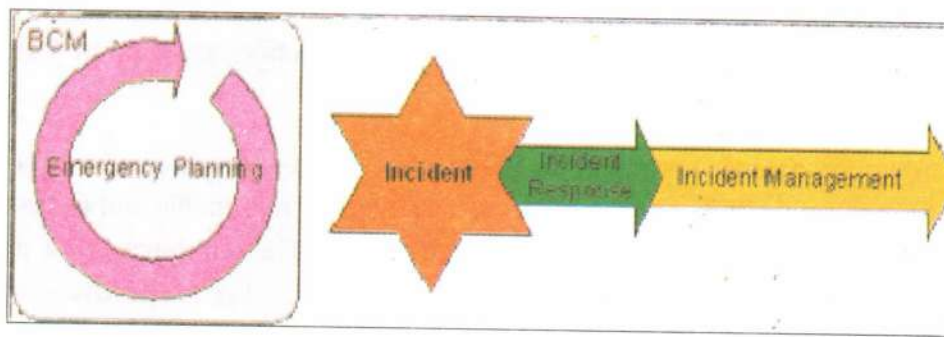 BCM
Emergency Planning
Incident
Incident
Response
Incident Management